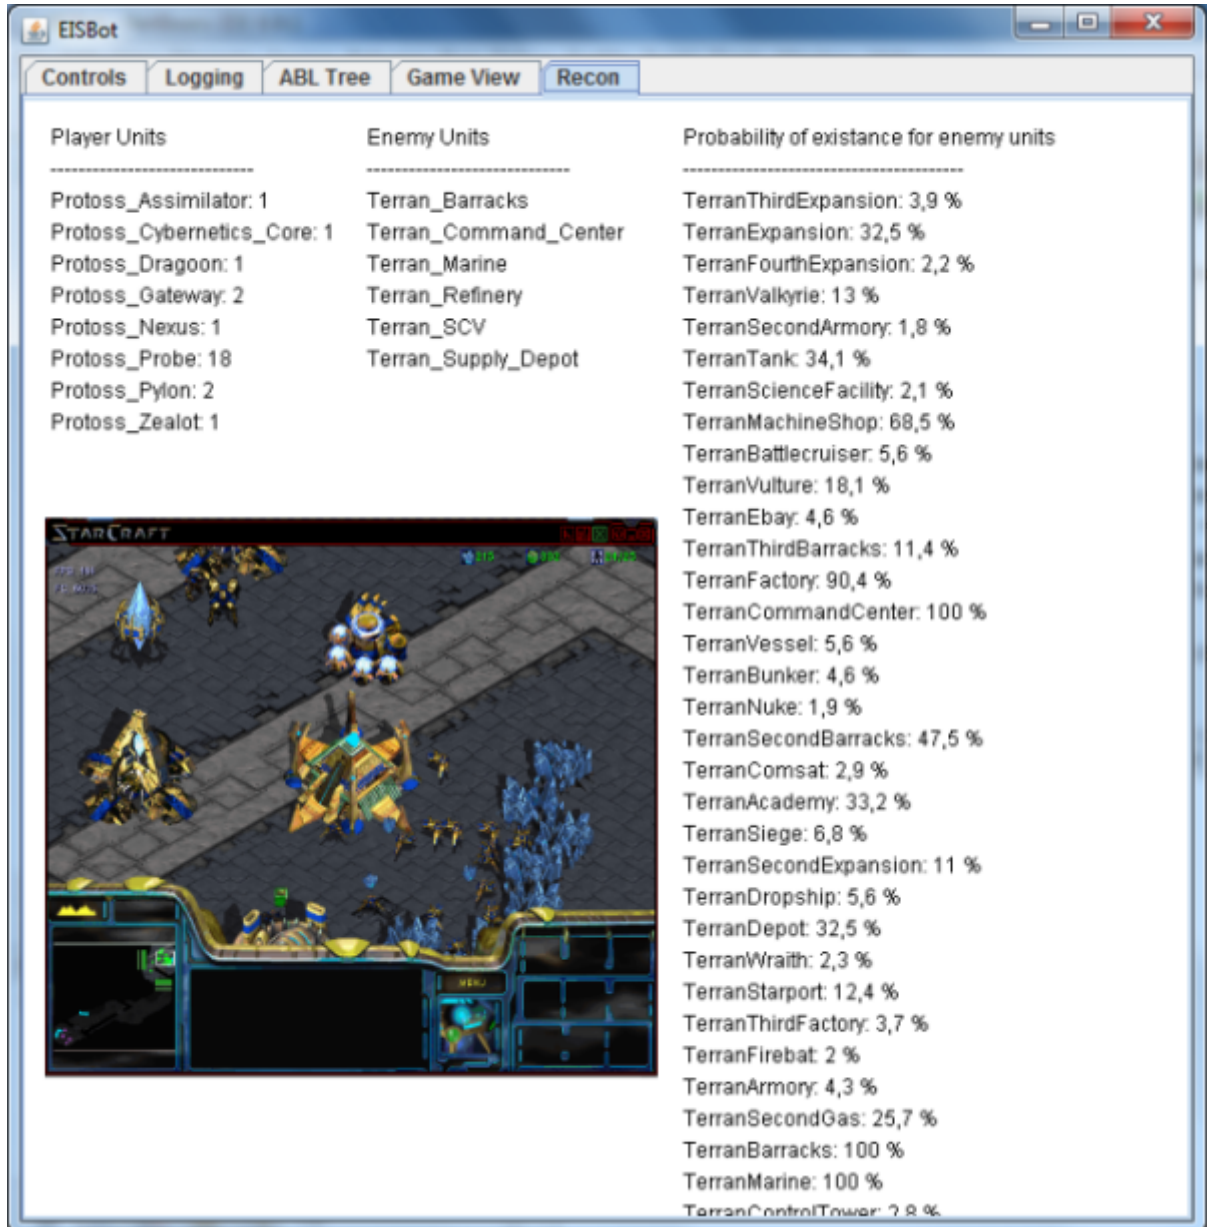 EISBot
Controls Logging ABL Tree Game View Recon
Player Units
------------------------------
Protoss_Assimilator: 1
Protoss_Cybernetics_Core: 1
Protoss_Dragoon: 1
Protoss_Gateway: 2
Protoss_Nexus: 1
Protoss_Probe: 18
Protoss_Pylon: 2
Protoss_Zealot: 1
Enemy Units
------------------------------
Terran_Barracks
Terran_Command_Center
Terran_Marine
Terran_Refinery
Terran_SCV
Terran_Supply_Depot
STARCRAFT
MENU
Probability of existance for enemy units
------------------------------------------
TerranThirdExpansion: 3,9 %
TerranExpansion: 32,5 %
TerranFourthExpansion: 2,2 %
TerranValkyrie: 13 %
TerranSecondArmory: 1,8 %
TerranTank: 34,1 %
TerranScienceFacility: 2,1 %
TerranMachineShop: 68,5 %
TerranBattlecruiser: 5,6 %
TerranVulture: 18,1 %
TerranEbay: 4,6 %
TerranThirdBarracks: 11,4 %
TerranFactory: 90,4 %
TerranCommandCenter: 100 %
TerranVessel: 5,6 %
TerranBunker: 4,6 %
TerranNuke: 1,9 %
TerranSecondBarracks: 47,5 %
TerranComsat: 2,9 %
TerranAcademy: 33,2 %
TerranSiege: 6,8 %
TerranSecondExpansion: 11 %
TerranDropship: 5,6 %
TerranDepot: 32,5 %
TerranWraith: 2,3 %
TerranStarport: 12,4 %
TerranThirdFactory: 3,7 %
TerranFirebat: 2 %
TerranArmory: 4,3 %
TerranSecondGas: 25,7 %
TerranBarracks: 100 %
TerranMarine: 100 %
TerranControlTower: 2,8 %